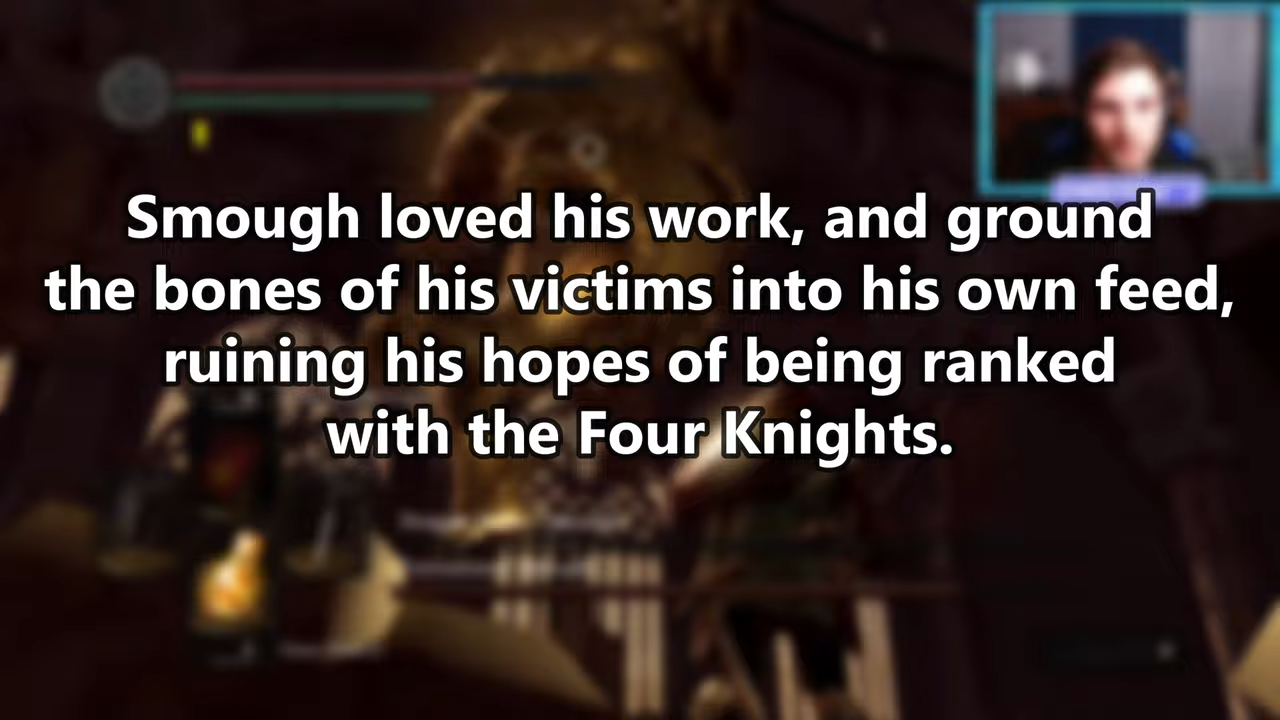 Smough loved his work, and ground
the bones of his victims into his own feed,
ruining his hopes of being ranked
with the Four Knights.